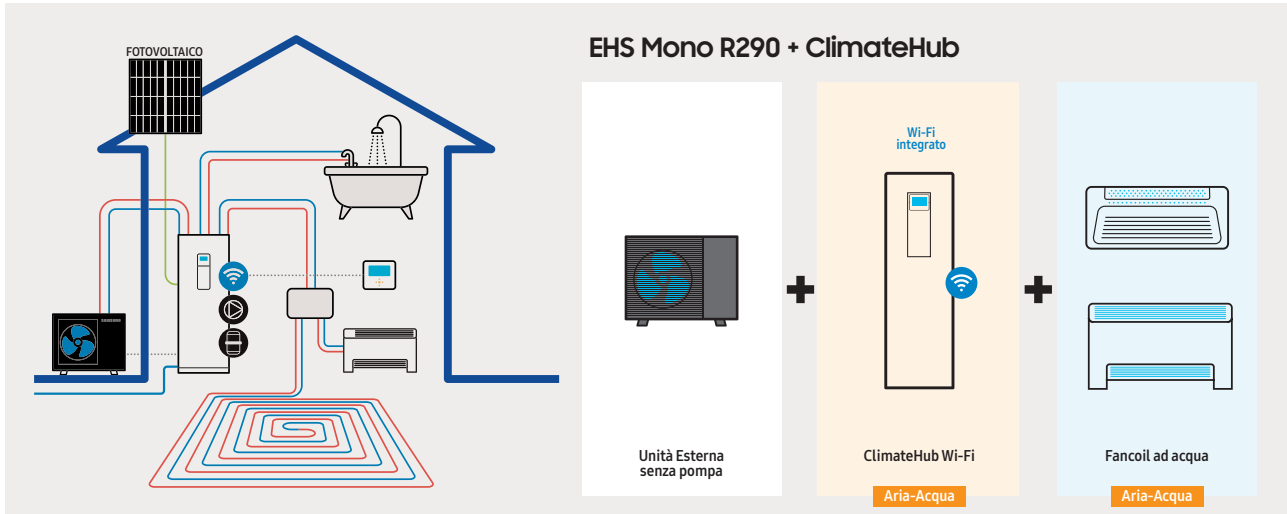 FOTOVOLTAICO
SAMSUNG
EHS Mono R290 + ClimateHub
Wi-Fi
integrato
Unità Esterna
senza pompa
ClimateHub Wi-Fi
Aria-Acqua
Fancoil ad acqua
Aria-Acqua